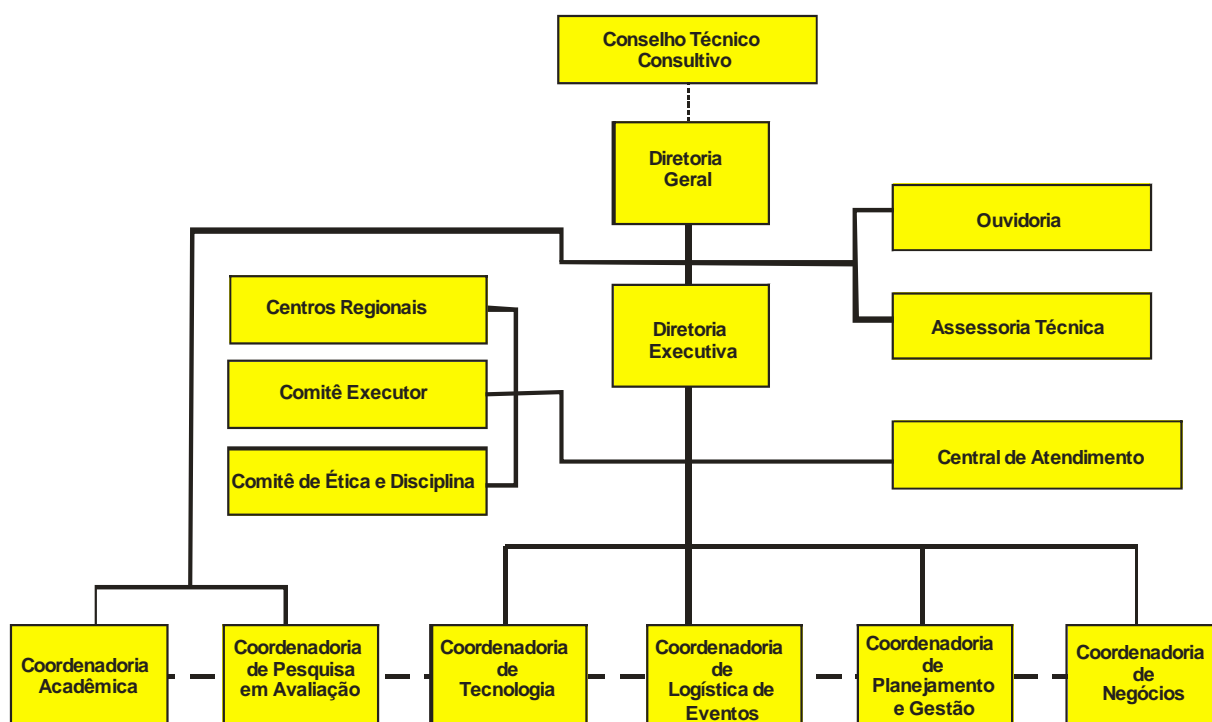 Conselho Técnico
Consultivo
Diretoria
Geral
Ouvidoria
Centros Regionais
Diretoria
Executiva
Assessoria Técnica
Comitê Executor
Central de Atendimento
Comitê de Ética e Disciplina
Coordenadoria
Acadêmica
Coordenadoria
de Pesquisa
em Avaliação
Coordenadoria
de
Tecnologia
Coordenadoria
de
Logística de
Eventos
Coordenadoria
de
Planejamento
e Gestão
Coordenadoria
de
Negócios